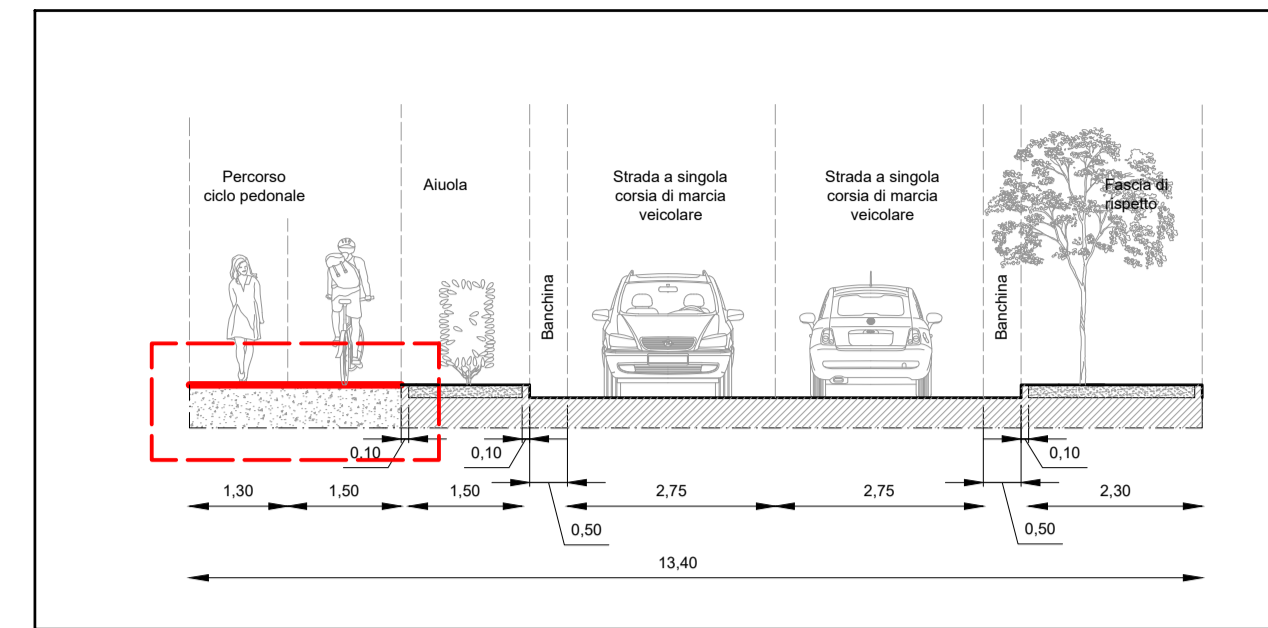 Percorso
ciclo pedonale
Aiuola
Banchina
Strada a singola
corsia di marcia
veicolare
Strada a singola
corsia di marcia
veicolare
Banchina
Fascia di
rispetto
0,10
0,10
0,10
1,30
1,50
1,50
0,50
2,75
2,75
0,50
2,30
13,40